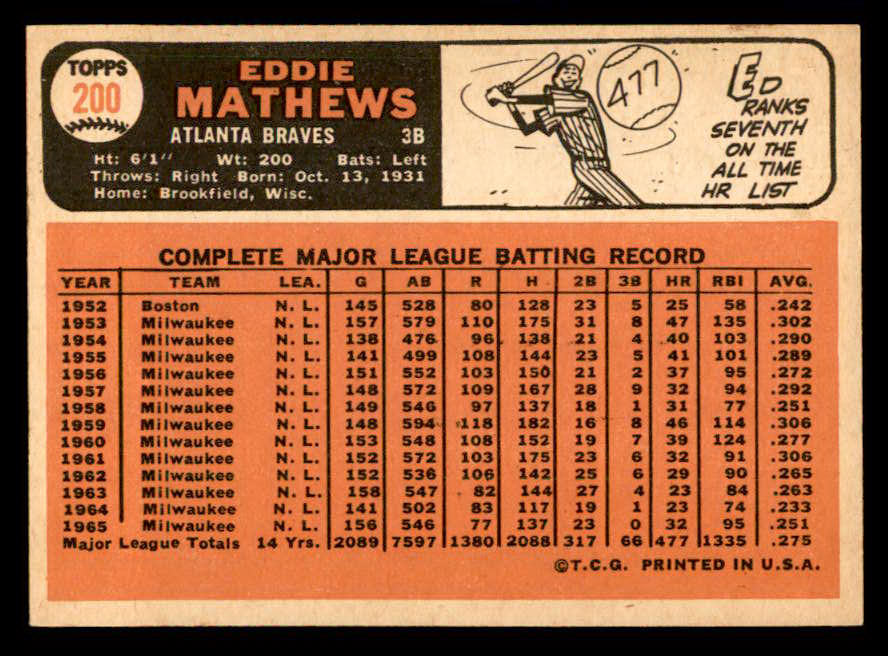 TOPPS
200
EDDIE
MATHEWS
ATLANTA BRAVES 3B
Ht: 6'1" Wt: 200 Bats: Left
Throws: Right Born: Oct. 13, 1931
Home: Brookfield, Wisc.
477
ED
RANKS
SEVENTH
ON THE
ALL TIME
HR LIST
COMPLETE MAJOR LEAGUE BATTING RECORD
YEAR TEAM LEA. G AB R H 2B 3B HR RBI AVG.
1952 Boston N. L. 145 528 80 128 23 5 25 58 .242
1953 Milwaukee N. L. 157 579 110 175 31 8 47 135 .302
1954 Milwaukee N. L. 138 476 96 138 21 4 40 103 .290
1955 Milwaukee N. L. 141 499 108 144 23 5 41 101 .289
1956 Milwaukee N. L. 151 552 103 150 21 2 37 95 .272
1957 Milwaukee N. L. 148 572 109 167 28 9 32 94 .292
1958 Milwaukee N. L. 149 546 97 137 18 1 31 77 .251
1959 Milwaukee N. L. 148 594 118 182 16 8 46 114 .306
1960 Milwaukee N. L. 153 548 108 152 19 7 39 124 .277
1961 Milwaukee N. L. 152 572 103 175 23 6 32 91 .306
1962 Milwaukee N. L. 152 536 106 142 25 6 29 90 .265
1963 Milwaukee N. L. 158 547 82 144 27 4 23 84 .263
1964 Milwaukee N. L. 141 502 83 117 19 1 23 74 .233
1965 Milwaukee N. L. 156 546 77 137 23 0 32 95 .251
Major League Totals 14 Yrs. 2089 7597 1380 2088 317 66 477 1335 .275
©T.C.G. PRINTED IN U.S.A.